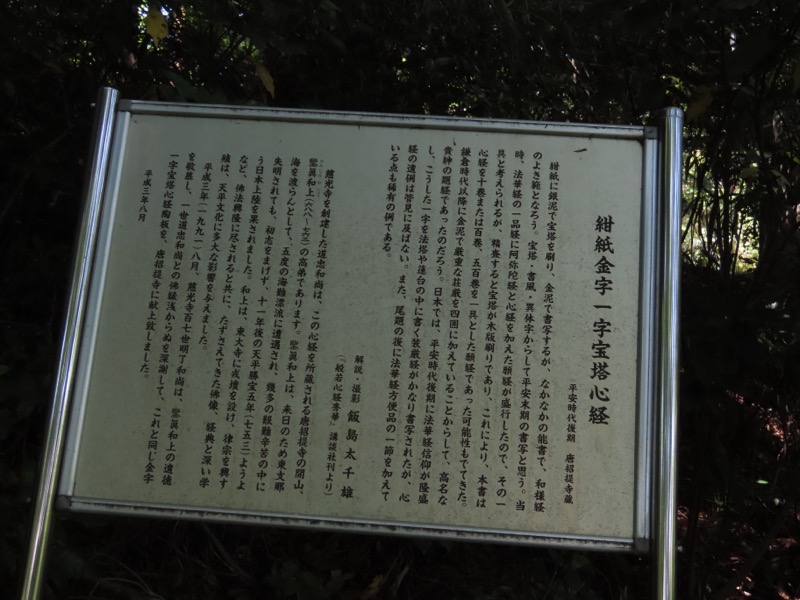 紺紙金字一字宝塔心経
平安時代後期　唐招提寺蔵
紺紙に銀泥で宝塔を刷り、金泥で書写するが、なかなかの能書で、和様経
のよき範となろう。宝塔・書風・異体字からして平安末期の書写と思う。当
時、法華経の一品経に阿弥陀経と心経を加えた願経が盛行したので、その一
具と考えられるが、精査すると宝塔が木版刷りであり、これにより、本書は
心経を十巻または百巻、五百巻を一具とした願経であった可能性もでてきた。
鎌倉時代以降に金泥で厳重な荘厳を四囲に加えていることからして、高名な
貴紳の題経であったのだろう。日本では、平安時代後期に法華経信仰が隆盛
し、こうした一字を法塔や蓮台の中に書く装厳経がかなり書写されたが、心
経の遺例は管見に及ばない。また、尾題の後に法華経方便品の一節を加えて
いる点も稀有の例である。
解説・撮影　飯島太千雄
（「般若心経秀華」講談社刊より）
慈光寺を創建した道忠和尚は、この心経を所蔵される唐招提寺の開山、
鑒眞和上（六八八-七六三）の高弟であります。鑒眞和上は、来日のため東支那
海を渡らんとして、五度の海難漂流に遭遇され、幾多の艱難辛苦の中に
失明されても、初志をまげず、十一年後の天平勝宝五年（七五三）ようよ
う日本上陸を果されました。和上は、東大寺に戒壇を設け、律宗を興す
など、佛法興隆に尽されると共に、たずさえてきた佛像、経典と深い学
殖は、天平文化に多大な影響を与えました。
平成三年（一九九一）八月、慈光寺百七世明了和尚は、鑒眞和上の遺徳
を敬慕し、一世道忠和尚との佛縁浅からぬを深謝して、これと同じ金字
一字宝塔心経陶板を、唐招提寺に献上致しました。
平成三年八月